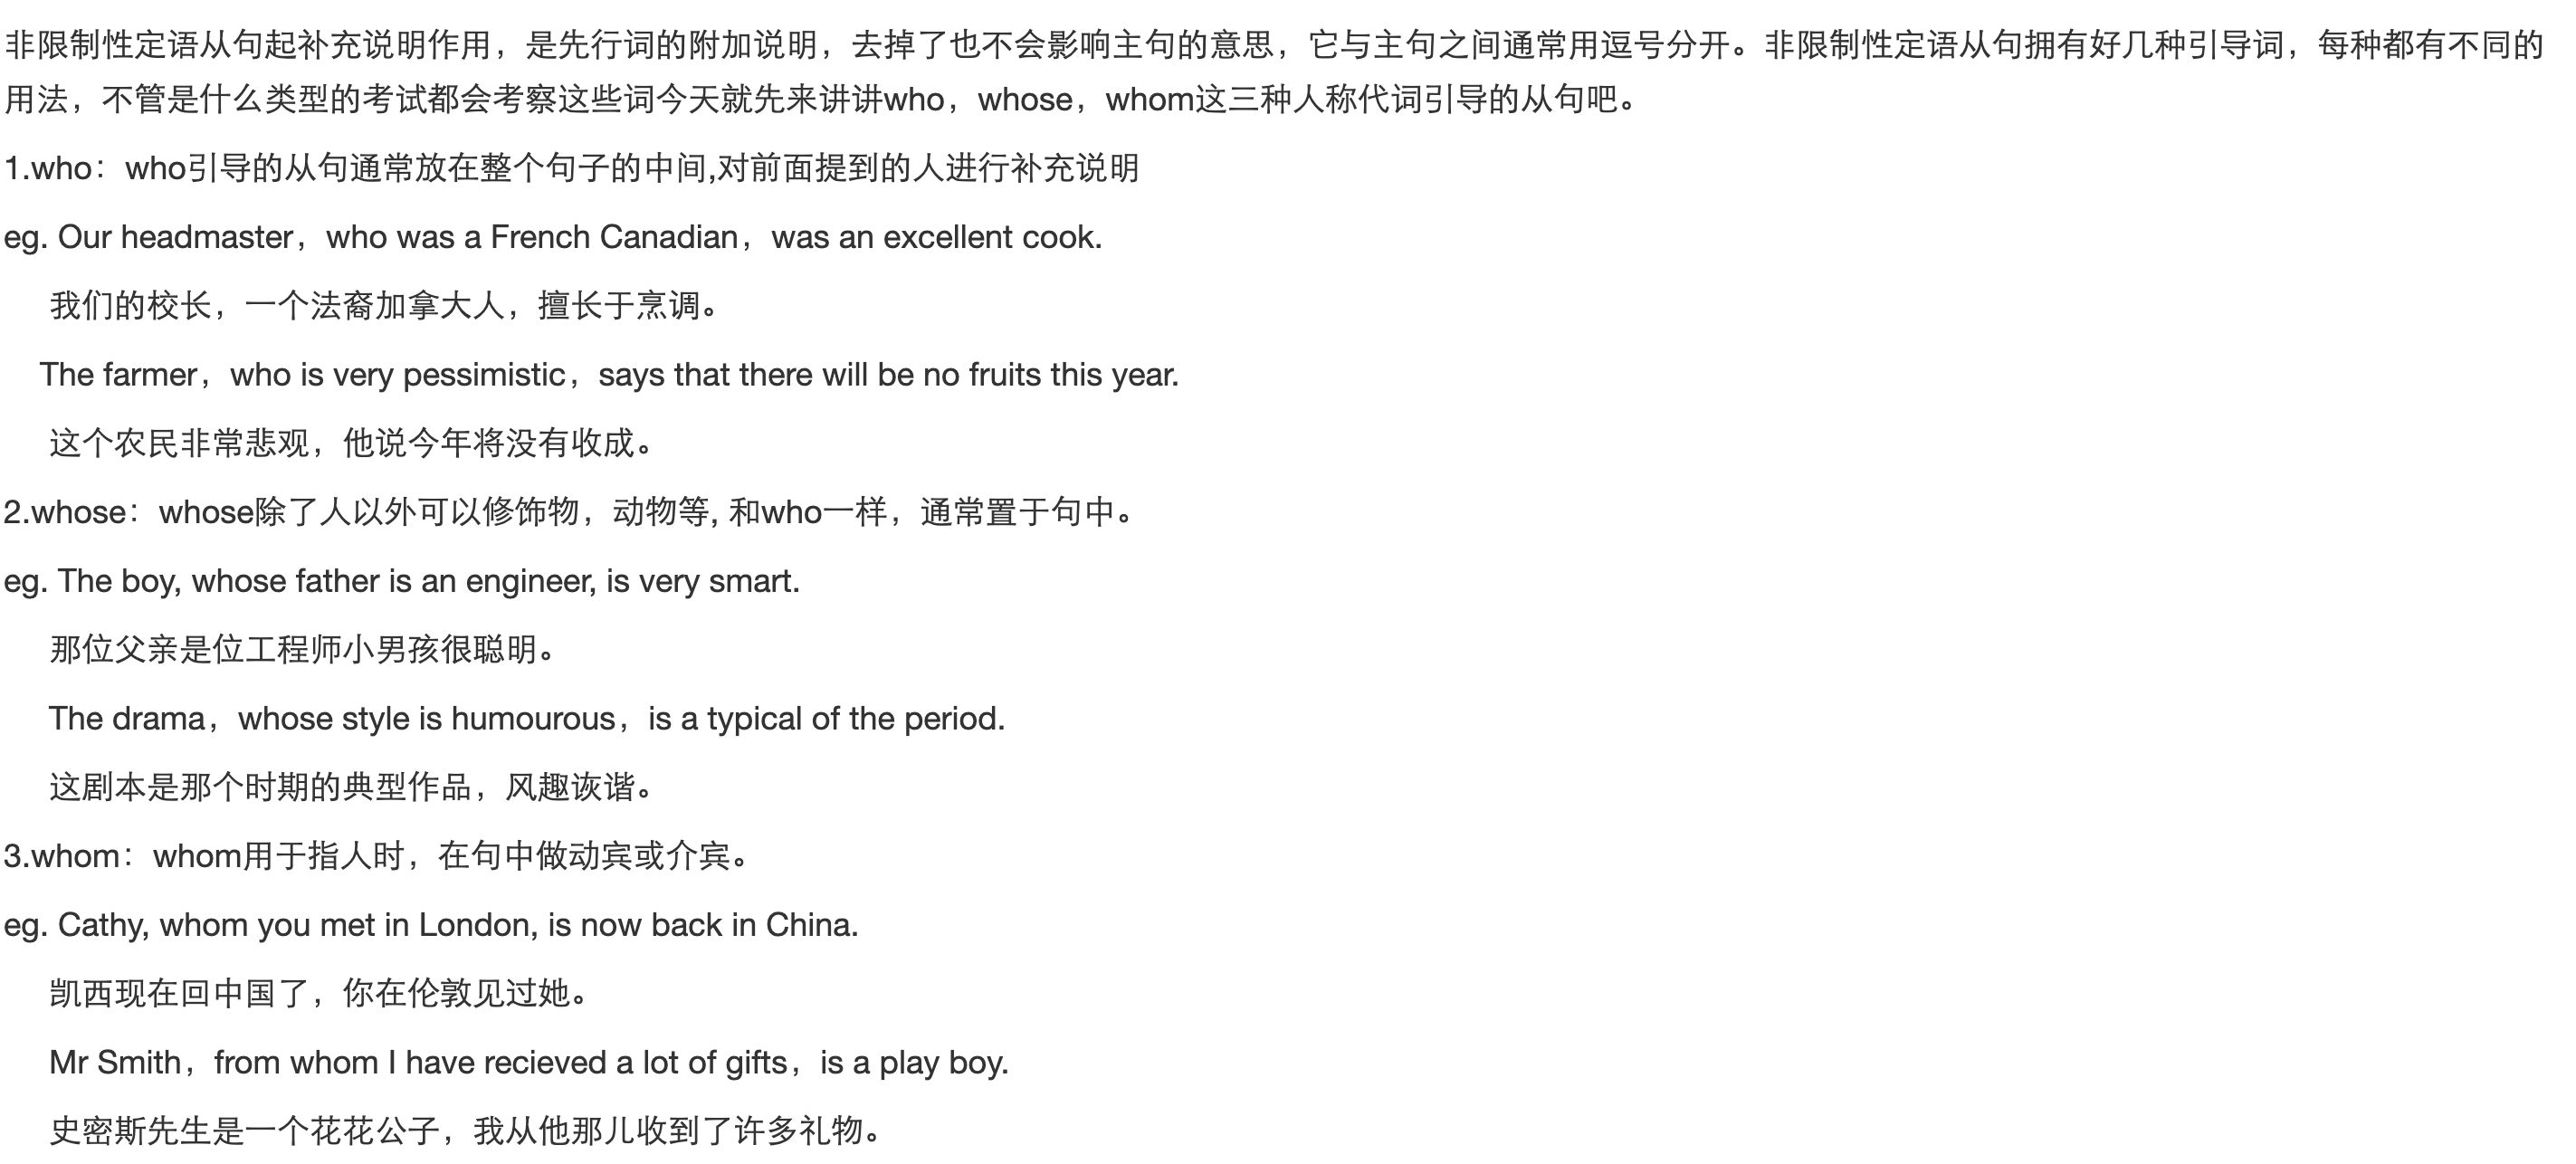 非限制性定语从句起补充说明作用，是先行词的附加说明，去掉了也不会影响主句的意思，它与主句之间通常用逗号分开。非限制性定语从句拥有好几种引导词，每种都有不同的
用法，不管是什么类型的考试都会考察这些词今天就先来讲讲who，whose，whom这三种人称代词引导的从句吧。
1.who：who引导的从句通常放在整个句子的中间,对前面提到的人进行补充说明
eg. Our headmaster，who was a French Canadian，was an excellent cook.
我们的校长，一个法裔加拿大人，擅长于烹调。
The farmer，who is very pessimistic，says that there will be no fruits this year.
这个农民非常悲观，他说今年将没有收成。
2.whose：whose除了人以外可以修饰物，动物等, 和who一样，通常置于句中。
eg. The boy, whose father is an engineer, is very smart.
那位父亲是位工程师小男孩很聪明。
The drama，whose style is humourous，is a typical of the period.
这剧本是那个时期的典型作品，风趣诙谐。
3.whom：whom用于指人时，在句中做动宾或介宾。
eg. Cathy, whom you met in London, is now back in China.
凯西现在回中国了，你在伦敦见过她。
Mr Smith，from whom I have recieved a lot of gifts，is a play boy.
史密斯先生是一个花花公子，我从他那儿收到了许多礼物。